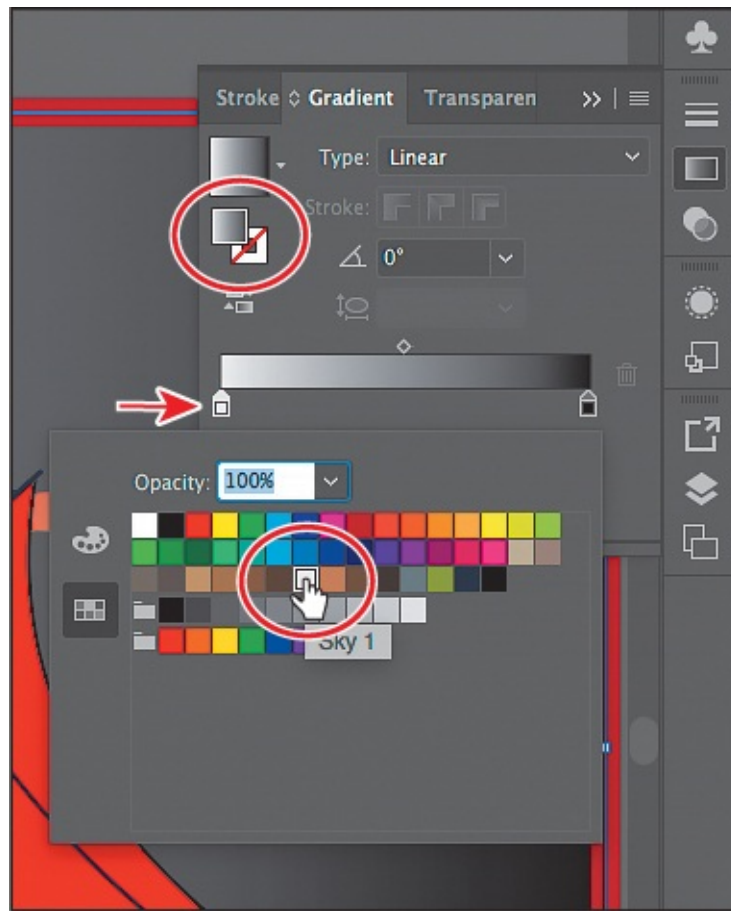 Stroke Gradient Transparen
Type: Linear
Stroke:
0°
Opacity: 100%
Sky 1